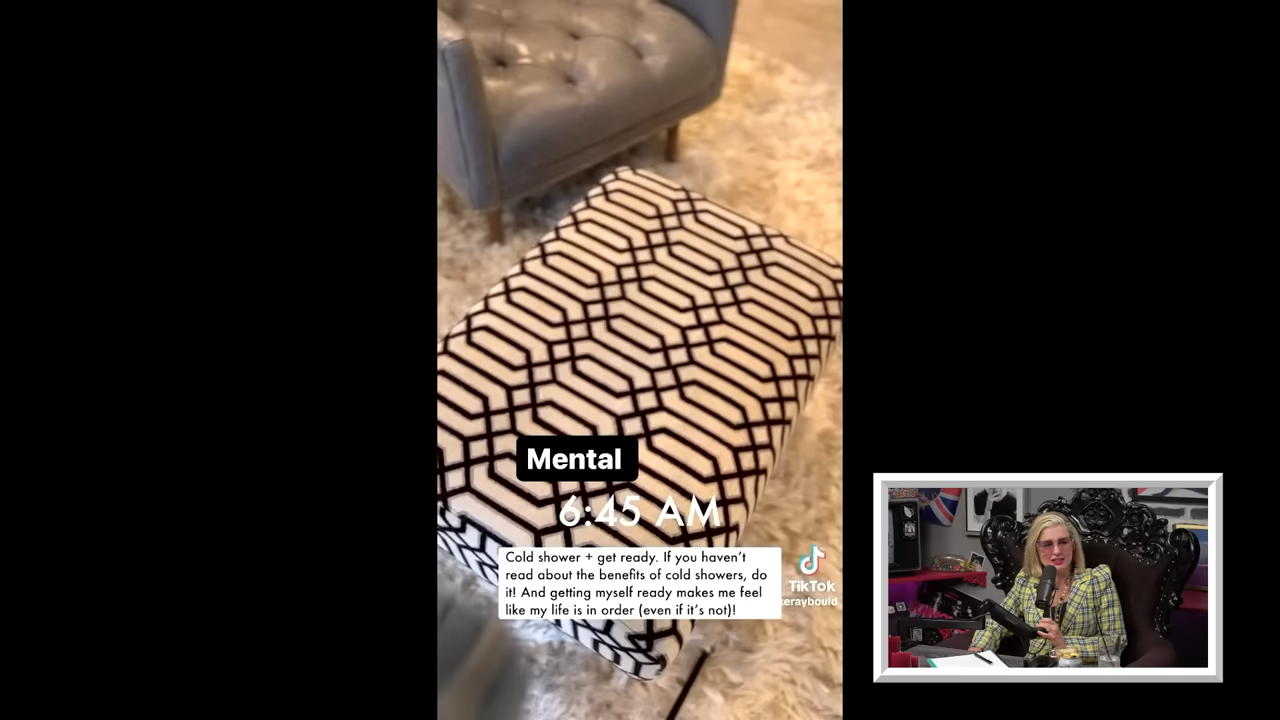 Mental
6:45 AM
Cold shower + get ready. If you haven't
read about the benefits of cold showers, do
it! And getting myself ready makes me feel
like my life is in order (even if it's not)!
TikTok
keraybould